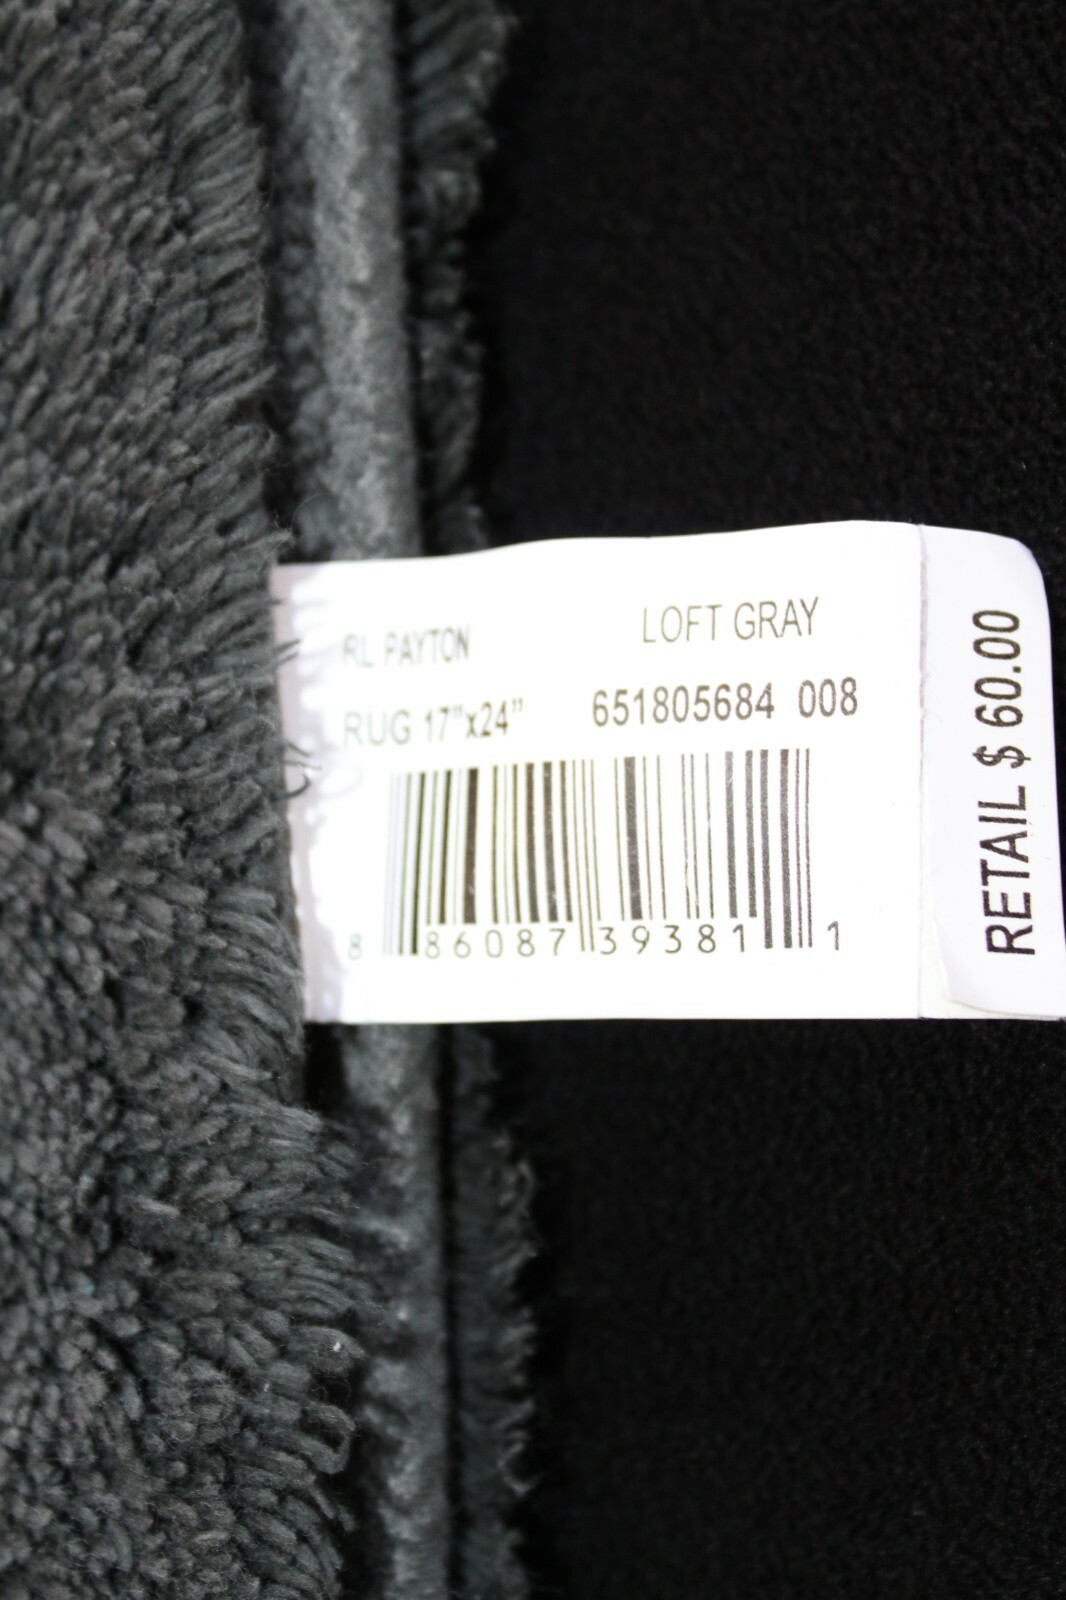 RL PAYTON LOFT GRAY
RUG 17"x24" 651805684 008
8 86087 39381 1
RETAIL $ 60.00